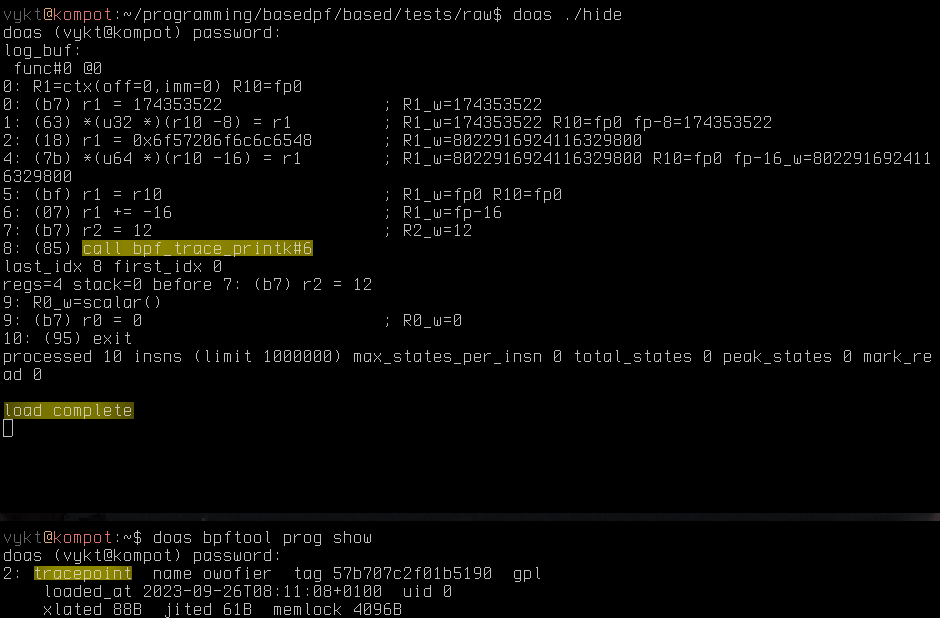 vykt@kompot:~/programming/basedpf/based/tests/raw$ doas ./hide
doas (vykt@kompot) password:
log_buf:
 func#0 @0
0: R1=ctx(off=0,imm=0) R10=fp0
0: (b7) r1 = 174353522                ; R1_w=174353522
1: (63) *(u32 *)(r10 -8) = r1         ; R1_w=174353522 R10=fp0 fp-8=174353522
2: (18) r1 = 0x6f57206f6c6c6548       ; R1_w=8022916924116329800
4: (7b) *(u64 *)(r10 -16) = r1        ; R1_w=8022916924116329800 R10=fp0 fp-16_w=802291692411
6329800
5: (bf) r1 = r10                      ; R1_w=fp0 R10=fp0
6: (07) r1 += -16                     ; R1_w=fp-16
7: (b7) r2 = 12                       ; R2_w=12
8: (85) call bpf_trace_printk#6
last_idx 8 first_idx 0
regs=4 stack=0 before 7: (b7) r2 = 12
9: R0_w=scalar()
9: (b7) r0 = 0                        ; R0_w=0
10: (95) exit
processed 10 insns (limit 1000000) max_states_per_insn 0 total_states 0 peak_states 0 mark_re
ad 0
load complete
vykt@kompot:~$ doas bpftool prog show
doas (vykt@kompot) password:
2: tracepoint  name owofier  tag 57b707c2f01b5190  gpl
    loaded_at 2023-09-26T08:11:08+0100  uid 0
    xlated 88B  jited 61B  memlock 4096B